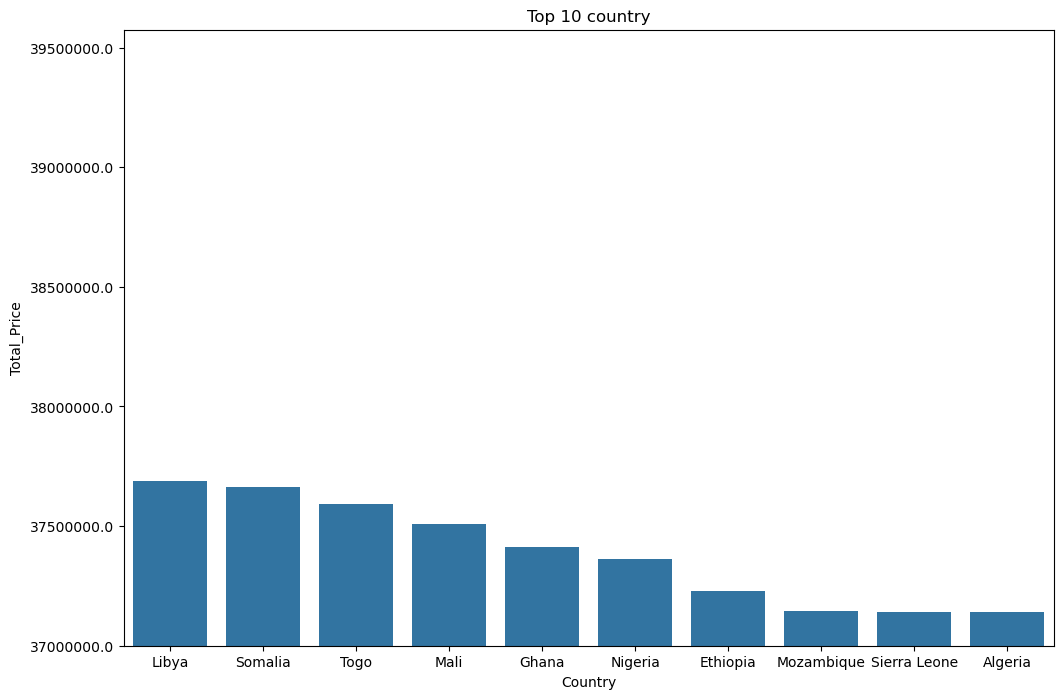 Top 10 country
39500000.0
39000000.0
38500000.0
38000000.0
37500000.0
37000000.0
Total_Price
Libya Somalia Togo Mali Ghana Nigeria Ethiopia Mozambique Sierra Leone Algeria
Country